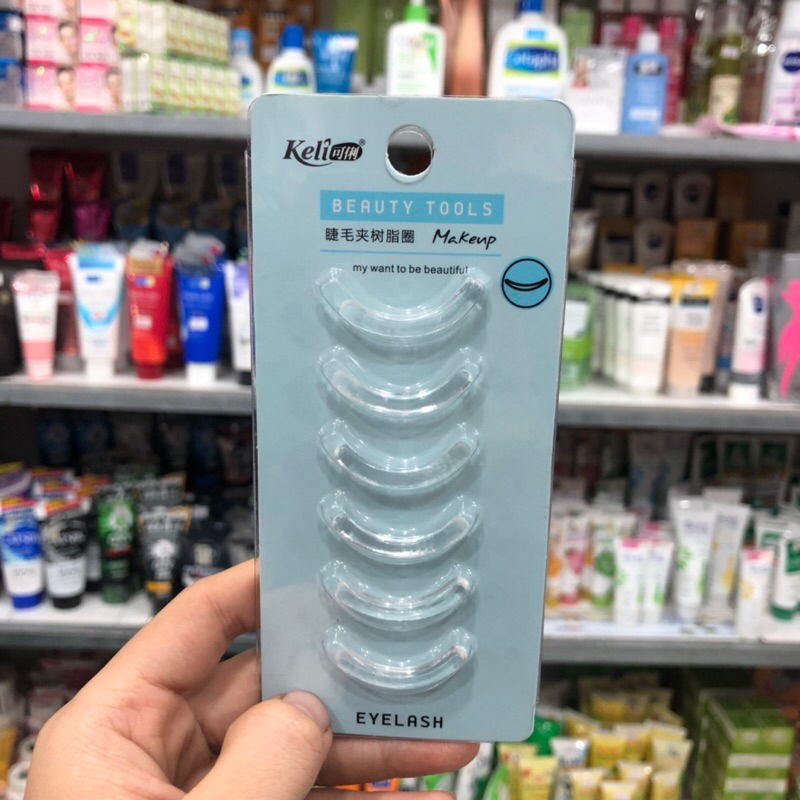 Keli可俐®
BEAUTY TOOLS
睫毛夹树脂圈 Makeup
my want to be beautiful
EYELASH
Cetaphil